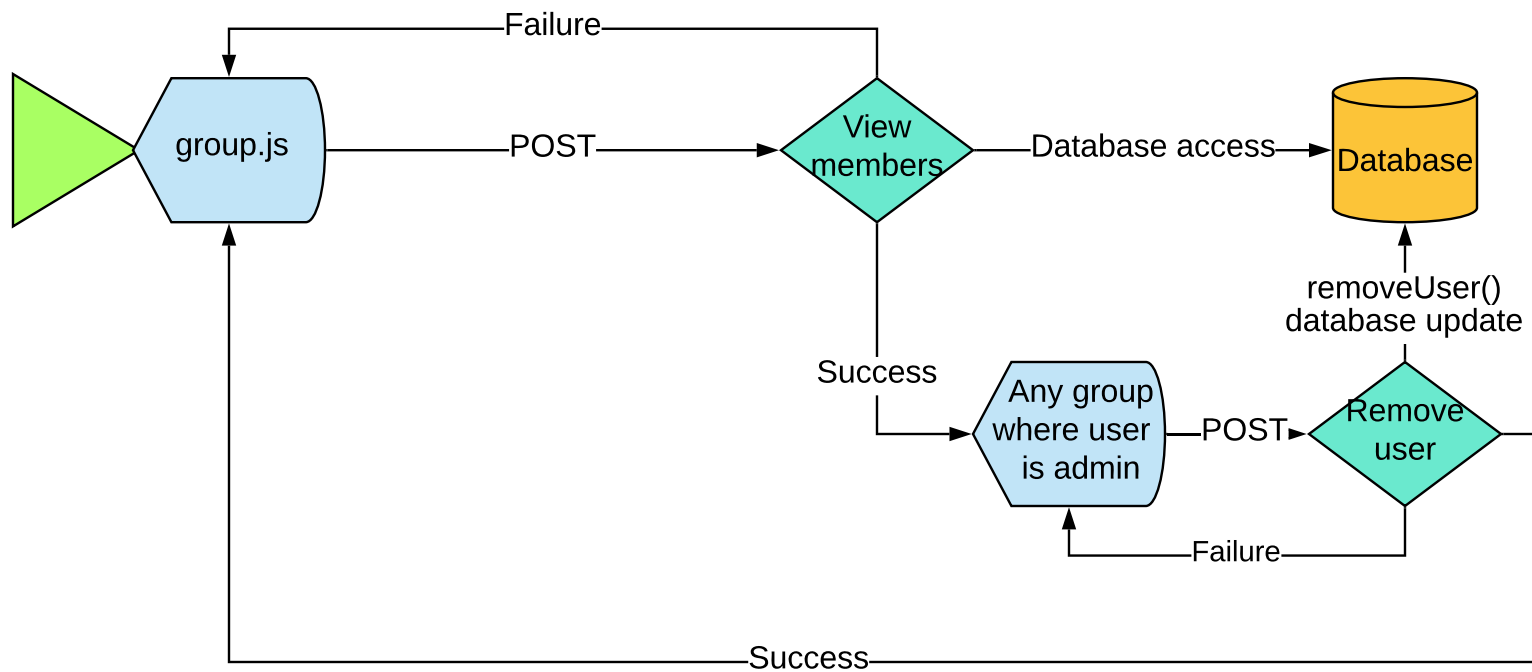 Failure
group.js
POST
View
members
Database access
Database
removeUser()
database update
Success
Any group
where user
is admin
POST
Remove
user
Failure
Success